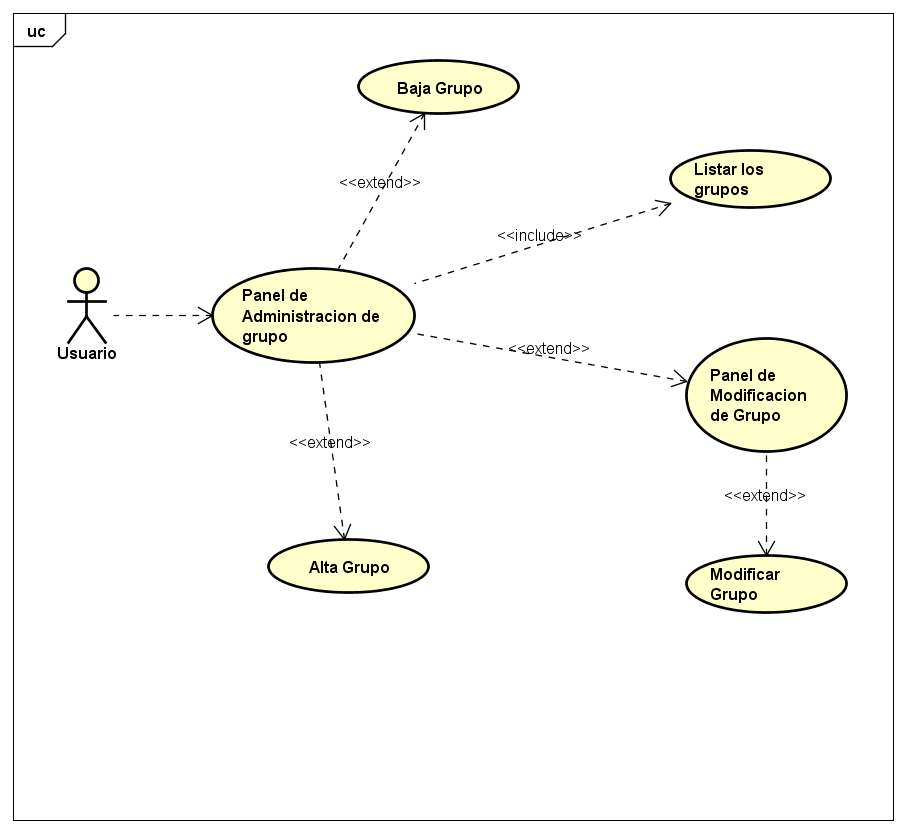 uc
Baja Grupo
<<extend>>
Listar los
grupos
<<include>>
Usuario
Panel de
Administracion de
grupo
<<extend>>
Panel de
Modificacion
de Grupo
<<extend>>
<<extend>>
Alta Grupo
Modificar
Grupo